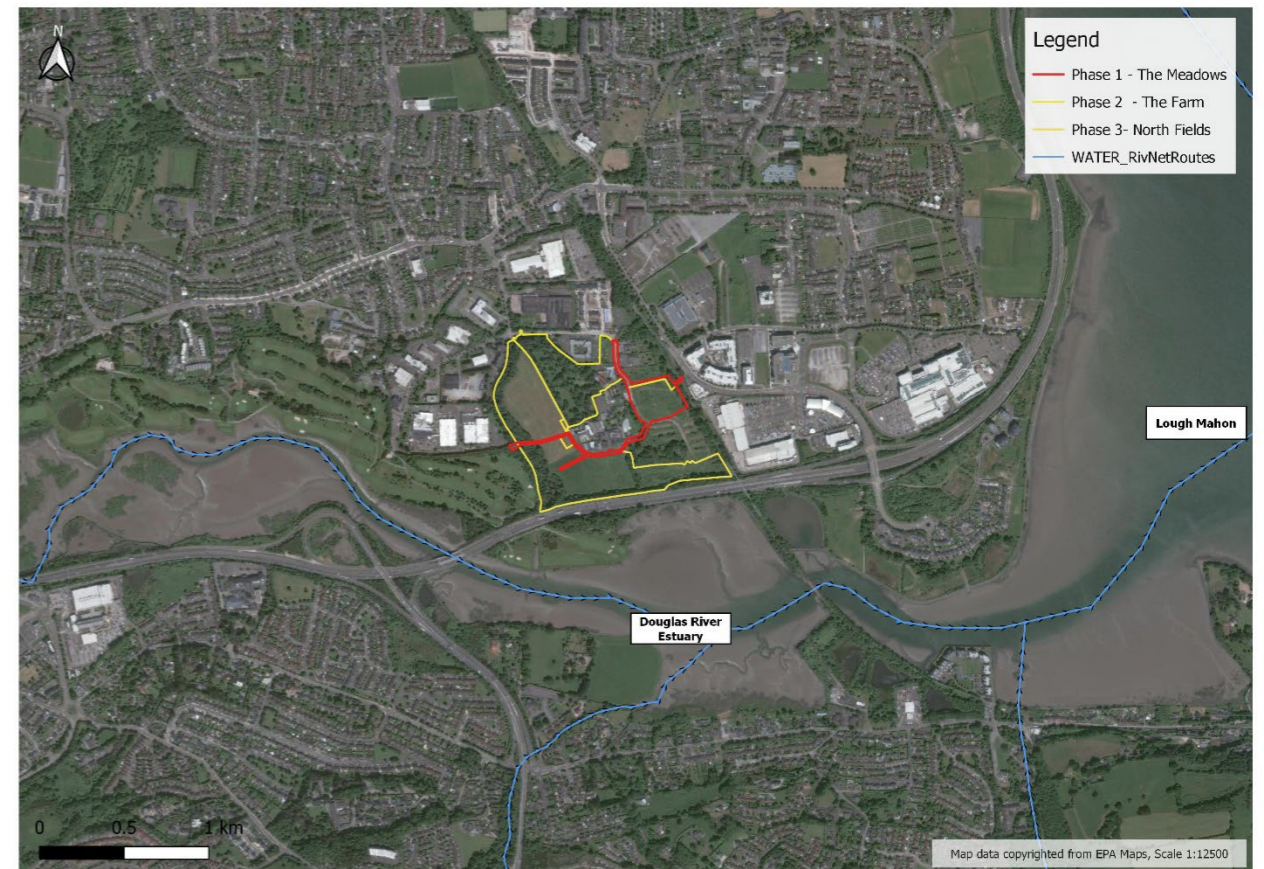 N
Legend
Phase 1 - The Meadows
Phase 2 - The Farm
Phase 3- North Fields
WATER_RivNetRoutes
Lough Mahon
Douglas River
Estuary
0 0.5 1 km
Map data copyrighted from EPA Maps, Scale 1:12500